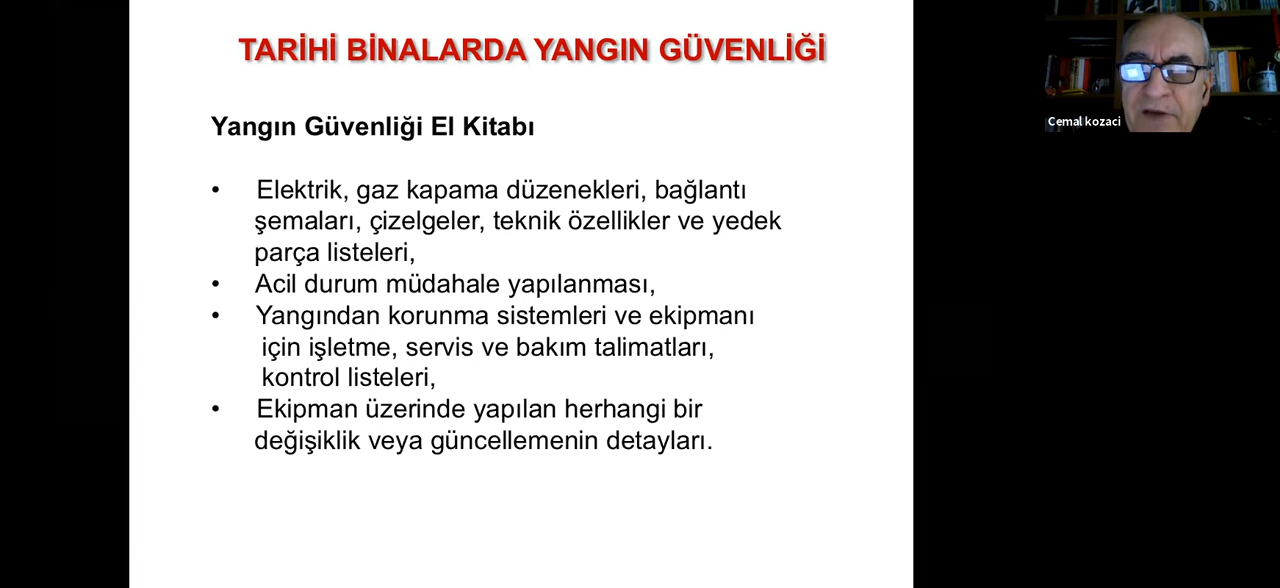 TARİHİ BİNALARDA YANGIN GÜVENLİĞİ
Yangın Güvenliği El Kitabı
• Elektrik, gaz kapama düzenekleri, bağlantı
şemaları, çizelgeler, teknik özellikler ve yedek
parça listeleri,
• Acil durum müdahale yapılanması,
• Yangından korunma sistemleri ve ekipmanı
için işletme, servis ve bakım talimatları,
kontrol listeleri,
• Ekipman üzerinde yapılan herhangi bir
değişiklik veya güncellemenin detayları.
Cemal kozaci